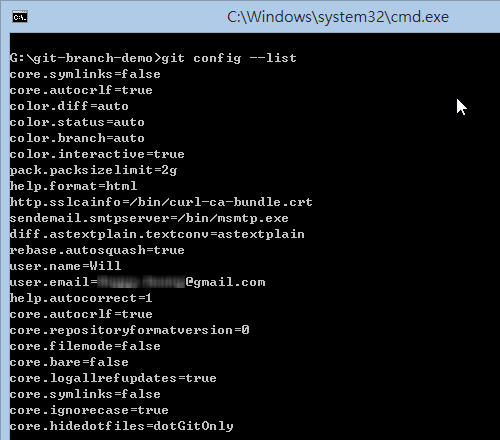 C:\Windows\system32\cmd.exe
G:\git-branch-demo>git config --list
core.symlinks=false
core.autocrlf=true
color.diff=auto
color.status=auto
color.branch=auto
color.interactive=true
pack.packsizelimit=2g
help.format=html
http.sslcainfo=/bin/curl-ca-bundle.crt
sendemail.smtpserver=/bin/msmtp.exe
diff.astextplain.textconv=astextplain
rebase.autosquash=true
user.name=Will
user.email= @gmail.com
help.autocorrect=1
core.autocrlf=true
core.repositoryformatversion=0
core.filemode=false
core.bare=false
core.logallrefupdates=true
core.symlinks=false
core.ignorecase=true
core.hidedotfiles=dotGitOnly